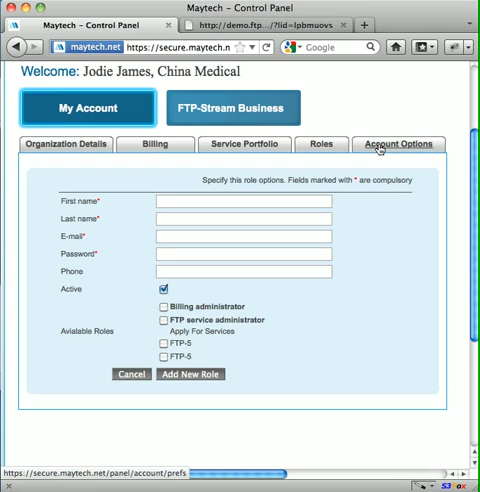 Maytech – Control Panel
Maytech – Control Panel
http://demo.ftp.../?lid=lpbmuovs
maytech.net
https://secure.maytech.n
Google
Welcome: Jodie James, China Medical
My Account
FTP-Stream Business
Organization Details
Billing
Service Portfolio
Roles
Account Options
Specify this role options. Fields marked with * are compulsory
First name*
Last name*
E-mail*
Password*
Phone
Active
Billing administrator
FTP service administrator
Avialable Roles
Apply For Services
FTP-5
FTP-5
Cancel
Add New Role
https://secure.maytech.net/panel/account/prefs
S3Fox